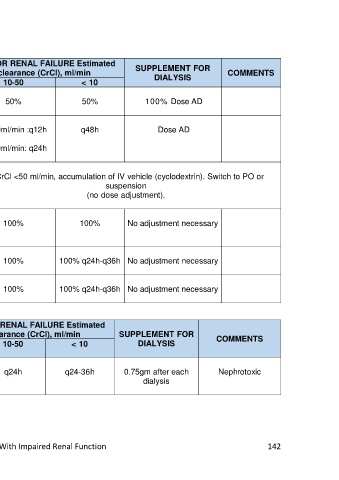 OR RENAL FAILURE Estimated
clearance (CrCl), ml/min
SUPPLEMENT FOR
DIALYSIS
COMMENTS
10-50
< 10
50%
50%
100% Dose AD
ml/min :q12h
q48h
Dose AD
ml/min: q24h
CrCl <50 ml/min, accumulation of IV vehicle (cyclodextrin). Switch to PO or
suspension
(no dose adjustment).
100%
100%
No adjustment necessary
100%
100% q24h-q36h
No adjustment necessary
100%
100% q24h-q36h
No adjustment necessary
RENAL FAILURE Estimated
arance (CrCl), ml/min
SUPPLEMENT FOR
DIALYSIS
COMMENTS
10-50
< 10
q24h
q24-36h
0.75gm after each
dialysis
Nephrotoxic
With Impaired Renal Function
142